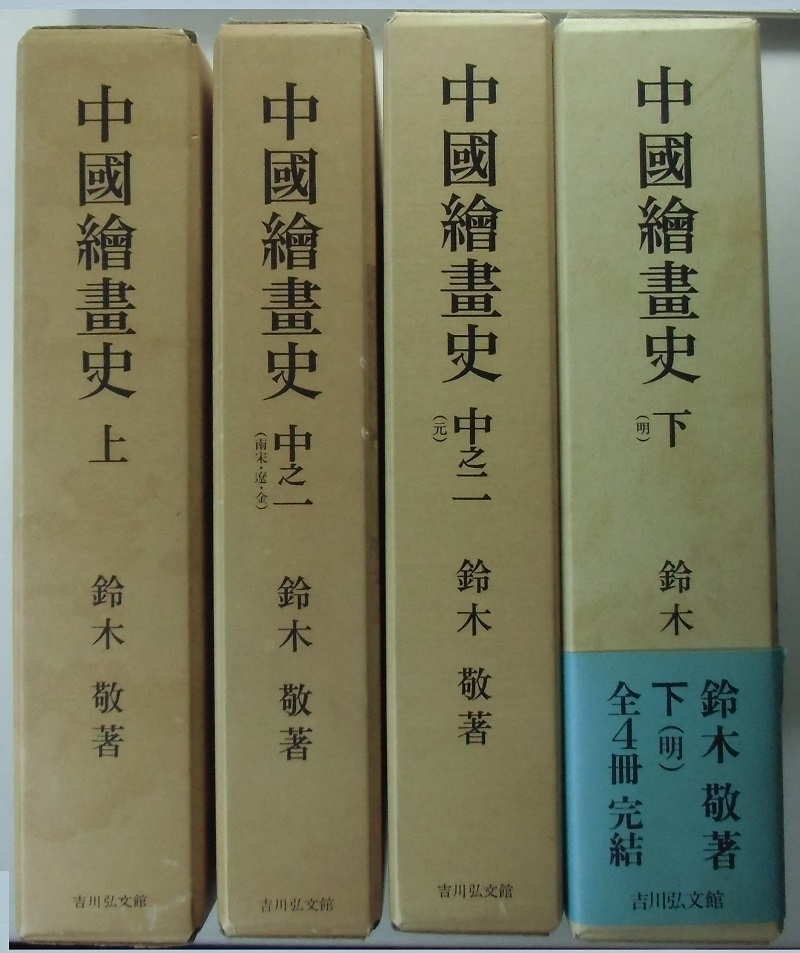 中國繪畫史
上
鈴木 敬著
吉川弘文館
中國繪畫史
中之一
(南宋・遼・金)
鈴木 敬著
吉川弘文館
中國繪畫史
中之二
(元)
鈴木 敬著
吉川弘文館
中國繪畫史
下
(明)
鈴木
鈴木 敬著
下(明)
全4冊 完結
吉川弘文館